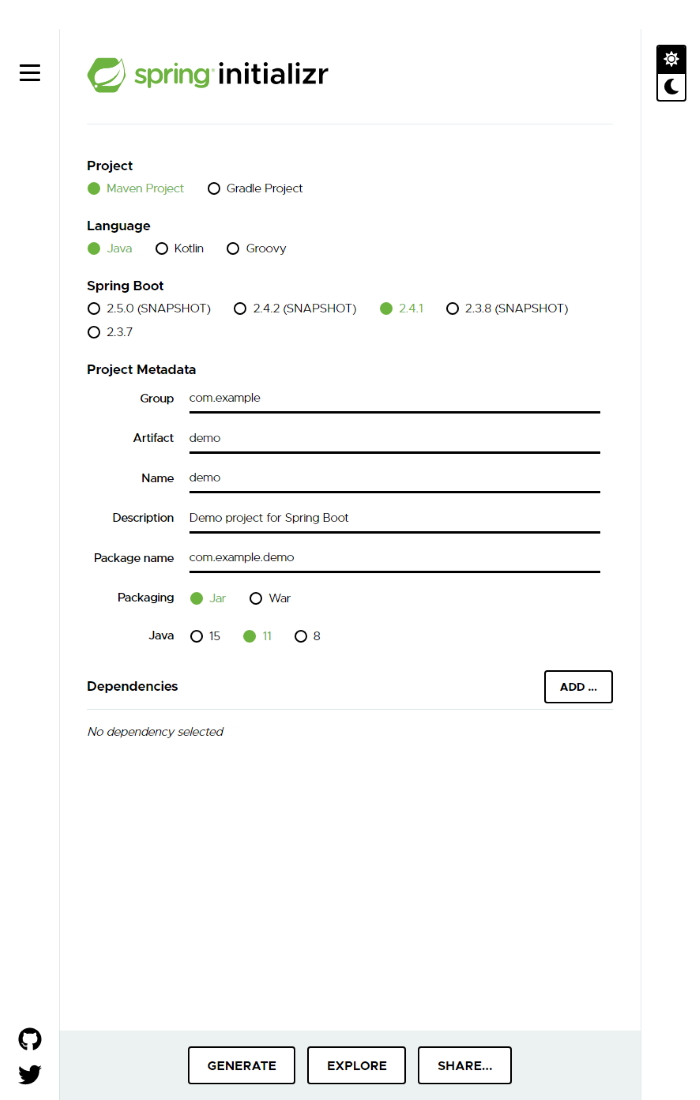 spring initializr
Project
Maven Project Gradle Project
Language
Java Kotlin Groovy
Spring Boot
2.5.0 (SNAPSHOT) 2.4.2 (SNAPSHOT) 2.4.1 2.3.8 (SNAPSHOT)
2.3.7
Project Metadata
Group com.example
Artifact demo
Name demo
Description Demo project for Spring Boot
Package name com.example.demo
Packaging Jar War
Java 15 11 8
Dependencies ADD ...
No dependency selected
GENERATE EXPLORE SHARE...